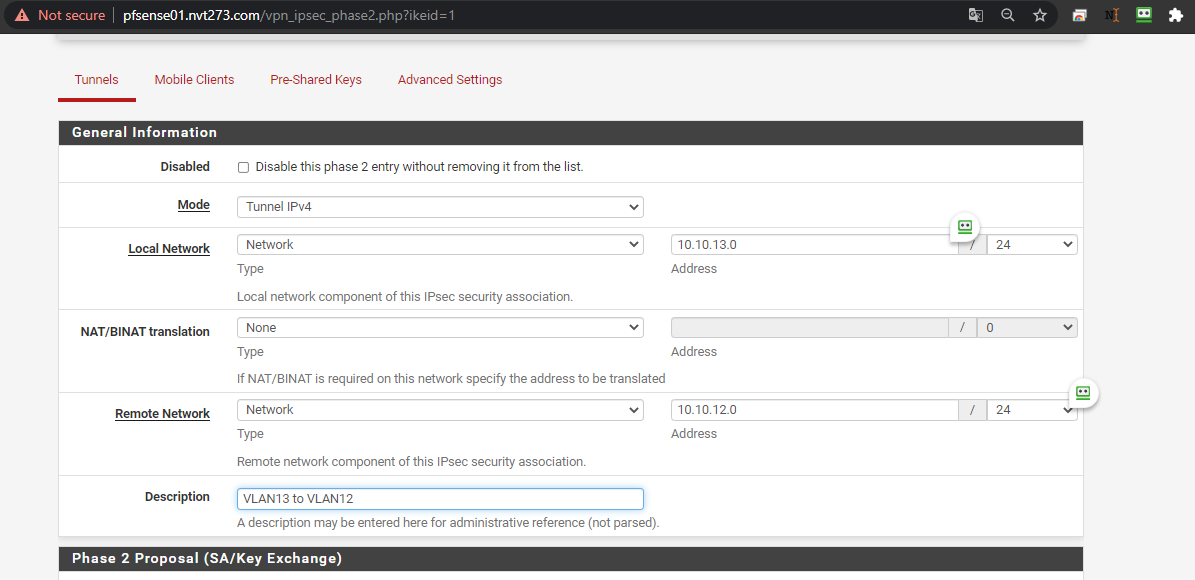 Not secure pfsense01.nvt273.com/vpn_ipsec_phase2.php?ikeid=1
Tunnels Mobile Clients Pre-Shared Keys Advanced Settings
General Information
Disabled Disable this phase 2 entry without removing it from the list.
Mode Tunnel IPv4
Local Network Network 10.10.13.0 / 24
Type Address
Local network component of this IPsec security association.
NAT/BINAT translation None / 0
Type Address
If NAT/BINAT is required on this network specify the address to be translated
Remote Network Network 10.10.12.0 / 24
Type Address
Remote network component of this IPsec security association.
Description VLAN13 to VLAN12
A description may be entered here for administrative reference (not parsed).
Phase 2 Proposal (SA/Key Exchange)